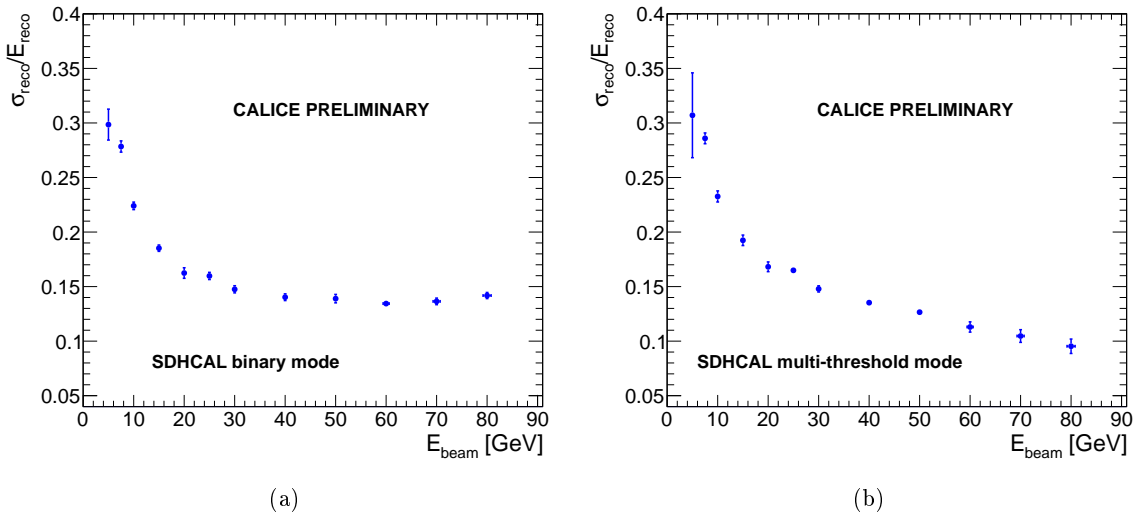 σreco/Ereco
0.4
0.35
0.3
0.25
0.2
0.15
0.1
0.05
CALICE PRELIMINARY
SDHCAL binary mode
0 10 20 30 40 50 60 70 80 90
Ebeam [GeV]
(a)
σreco/Ereco
0.4
0.35
0.3
0.25
0.2
0.15
0.1
0.05
CALICE PRELIMINARY
SDHCAL multi-threshold mode
0 10 20 30 40 50 60 70 80 90
Ebeam [GeV]
(b)